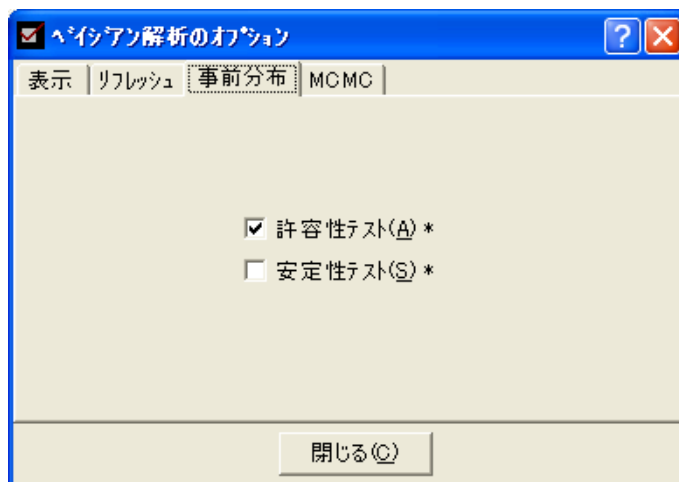 ベイジアン解析のオプション
表示 リフレッシュ 事前分布 MCMC
許容性テスト(A) *
安定性テスト(S) *
閉じる(C)